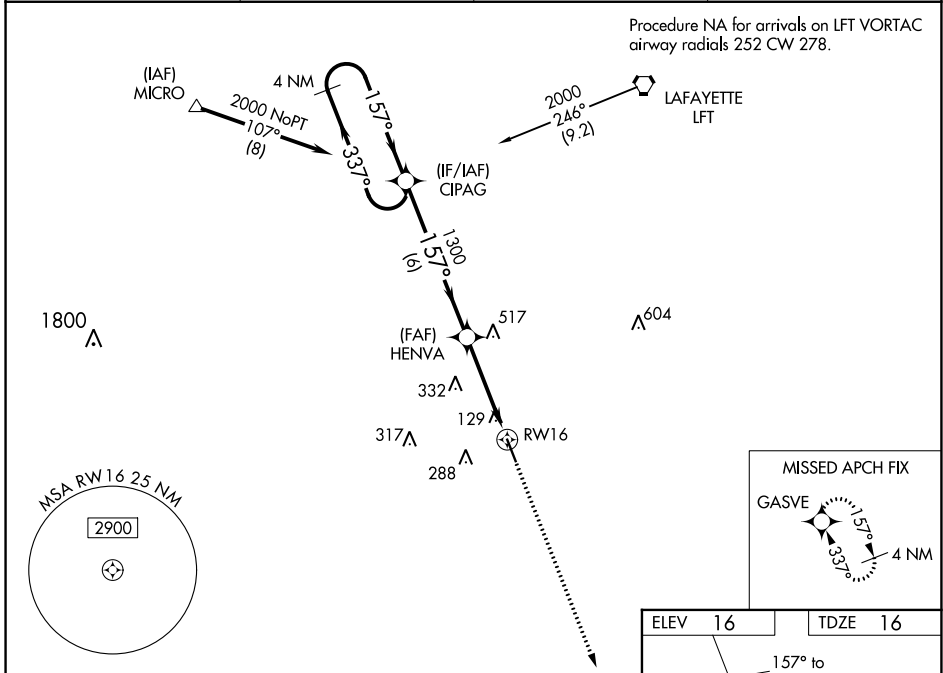 Procedure NA for arrivals on LFT VORTAC
airway radials 252 CW 278.
(IAF)
MICRO
2000 NoPT
107°
(8)
4 NM
157°
337°
(IF/IAF)
CIPAG
2000
246°
(9.2)
LAFAYETTE
LFT
1300
157°
(6)
1800
(FAF)
HENVA
517
604
332
129
RW16
317
288
MSA RW16 25 NM
2900
MISSED APCH FIX
GASVE
157°
337°
4 NM
ELEV 16
TDZE 16
157° to